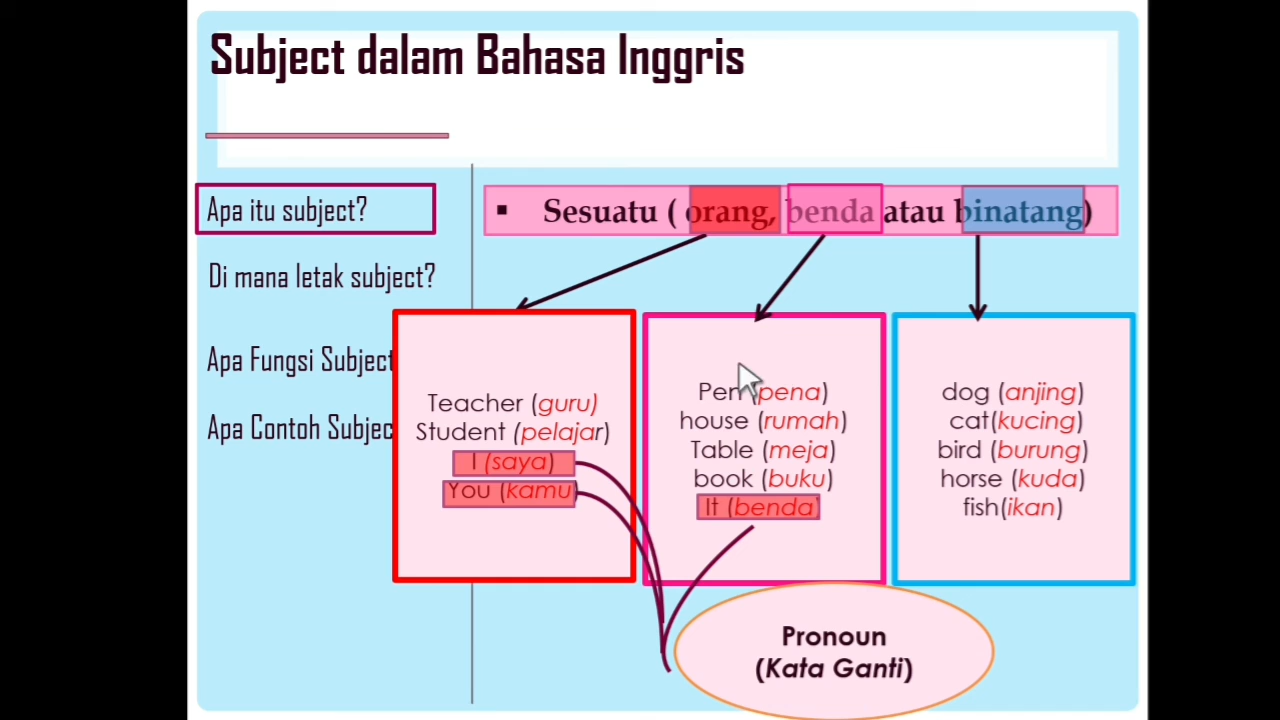 Subject dalam Bahasa Inggris
Apa itu subject?
Di mana letak subject?
Apa Fungsi Subject
Apa Contoh Subjec
▪ Sesuatu ( orang, benda atau binatang)
Teacher (guru)
Student (pelajar)
I (saya)
You (kamu)
Pen (pena)
house (rumah)
Table (meja)
book (buku)
It (benda)
dog (anjing)
cat(kucing)
bird (burung)
horse (kuda)
fish(ikan)
Pronoun
(Kata Ganti)